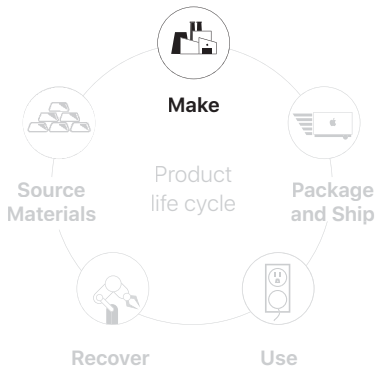 Make
Product
life cycle
Source
Materials
Package
and Ship
Recover
Use